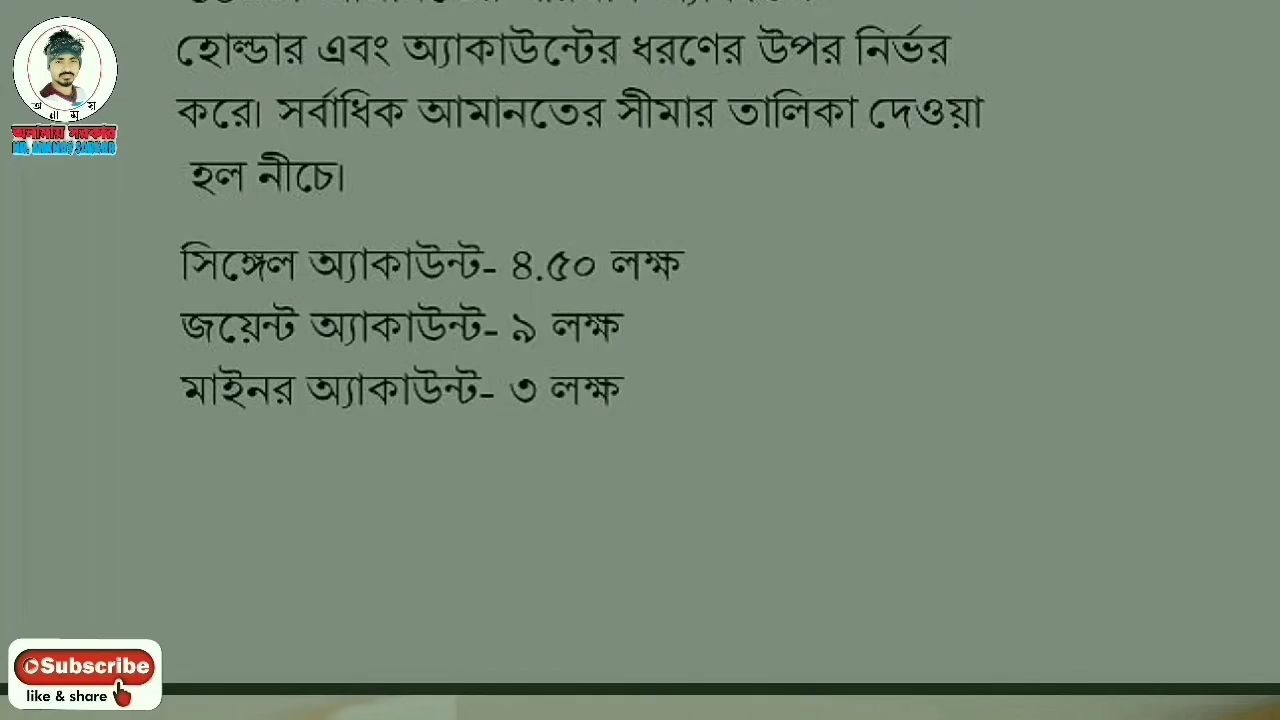 হোল্ডার এবং অ্যাকাউন্টের ধরণের উপর নির্ভর
করে। সর্বাধিক আমানতের সীমার তালিকা দেওয়া
হল নীচে।
সিঙ্গেল অ্যাকাউন্ট- ৪.৫০ লক্ষ
জয়েন্ট অ্যাকাউন্ট- ৯ লক্ষ
মাইনর অ্যাকাউন্ট- ৩ লক্ষ
Subscribe
like & share